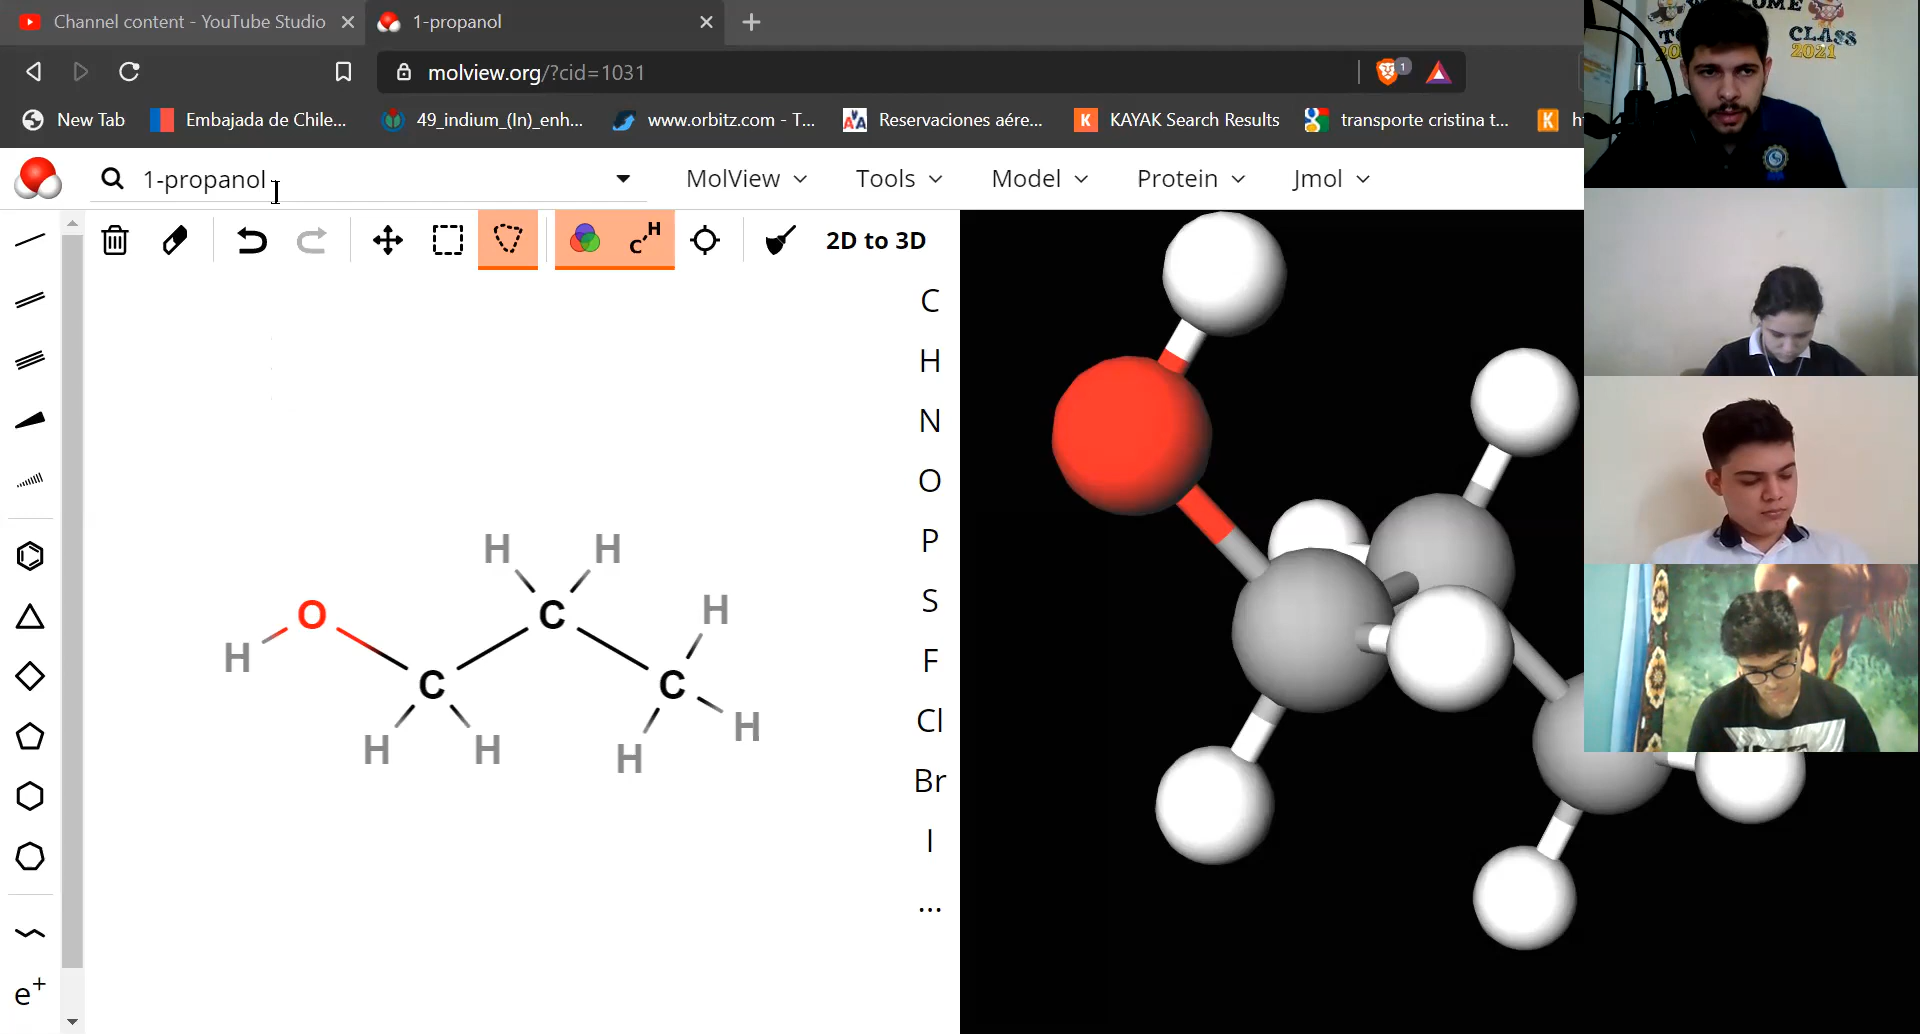 Channel content - YouTube Studio
1-propanol
molview.org/?cid=1031
1
New Tab
Embajada de Chile...
49_indium_(In)_enh...
www.orbitz.com - T...
AA
Reservaciones aére...
K
KAYAK Search Results
transporte cristina t...
K
1-propanol
MolView
Tools
Model
Protein
Jmol
C H
2D to 3D
C
H
N
O
P
S
F
Cl
Br
I
...
e+
H H
O C H
H
C C
H
H H H
CLASS
2021